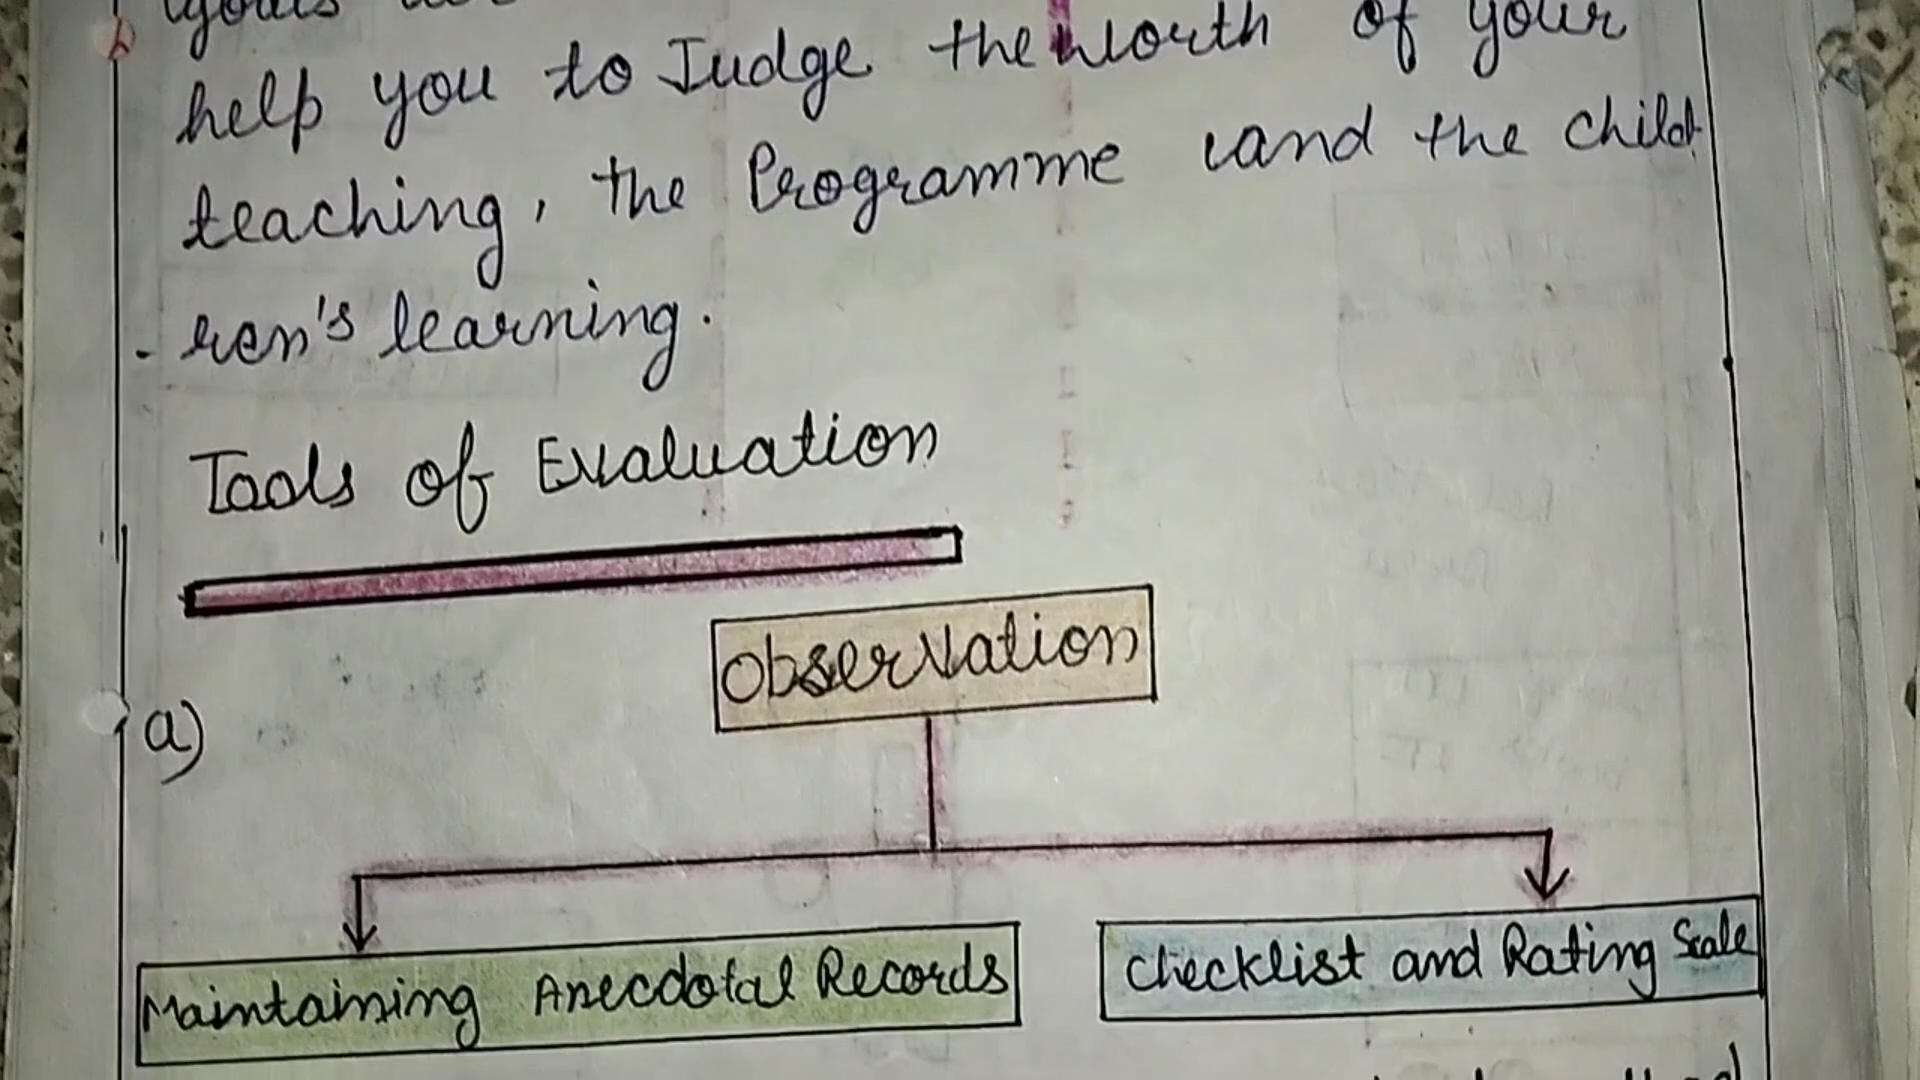 goals
help you to Judge the Worth of your
teaching, the Programme and the child
- ren's learning.
Tools of Evaluation
Observation
a)
Maintaining Anecdotal Records
Checklist and Rating Scale